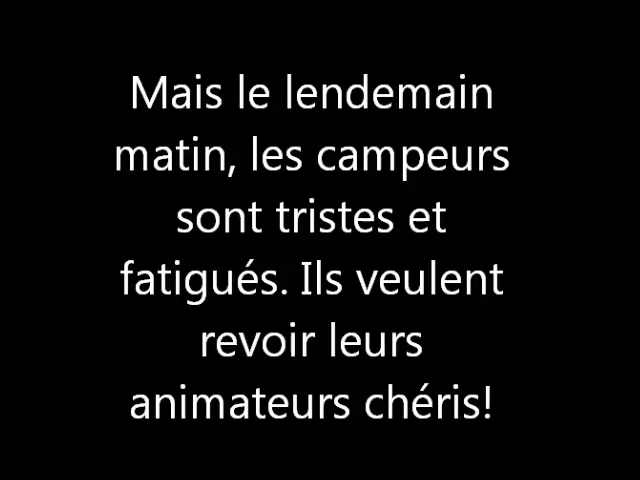 Mais le lendemain
matin, les campeurs
sont tristes et
fatigués. Ils veulent
revoir leurs
animateurs chéris!